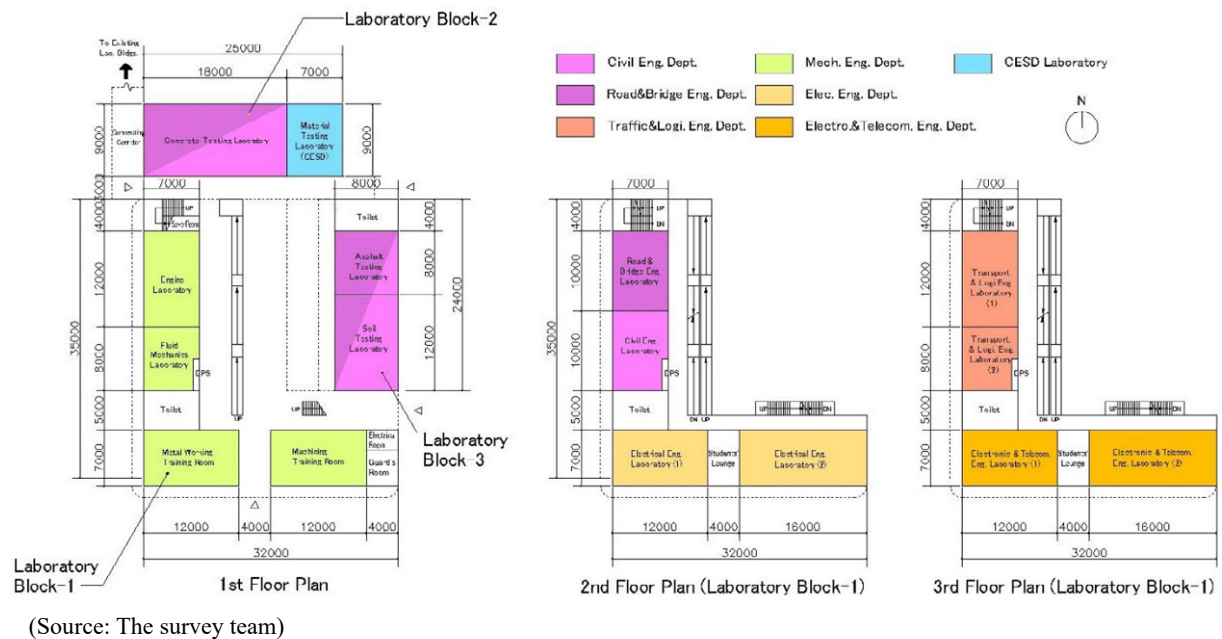 Laboratory Block-2
To Existing
Lab. Bldgs.
25000
18000
7000
9000
Connecting
Corridor
Concrete Testing Laboratory
Material
Testing
Laboratory
(CESD)
9000
3000
7000
8000
4000
UP
Toilet
4000
35000
12000
Engine
Laboratory
Asphalt
Testing
Laboratory
8000
24000
8000
Fluid
Mechanics
Laboratory
DPS
Soil
Testing
Laboratory
12000
5000
Toilet
UP
UP
Laboratory
Block-3
7000
Metal Working
Training Room
Machining
Training Room
Electrical
Room
Guard's
Room
12000
4000
12000
4000
32000
Laboratory
Block-1
1st Floor Plan
Civil Eng. Dept.
Mech. Eng. Dept.
CESD Laboratory
Road&Bridge Eng. Dept.
Elec. Eng. Dept.
Traffic&Logi. Eng. Dept.
Electro.&Telecom. Eng. Dept.
N
7000
4000
UP
DN
35000
10000
Road &
Bridge Eng.
Laboratory
10000
Civil Eng.
Laboratory
DPS
5000
Toilet
DN UP
UP
DN
7000
Electrical Eng.
Laboratory (1)
Students'
Lounge
Electrical Eng.
Laboratory (2)
12000
4000
16000
32000
2nd Floor Plan (Laboratory Block-1)
7000
4000
UP
DN
35000
12000
Transport.
& Logi. Eng.
Laboratory
(1)
8000
Transport.
& Logi. Eng.
Laboratory
(2)
DPS
5000
Toilet
DN UP
UP
DN
7000
Electronic & Telecom.
Eng. Laboratory (1)
Students'
Lounge
Electronic & Telecom.
Eng. Laboratory (2)
12000
4000
16000
32000
3rd Floor Plan (Laboratory Block-1)
(Source: The survey team)